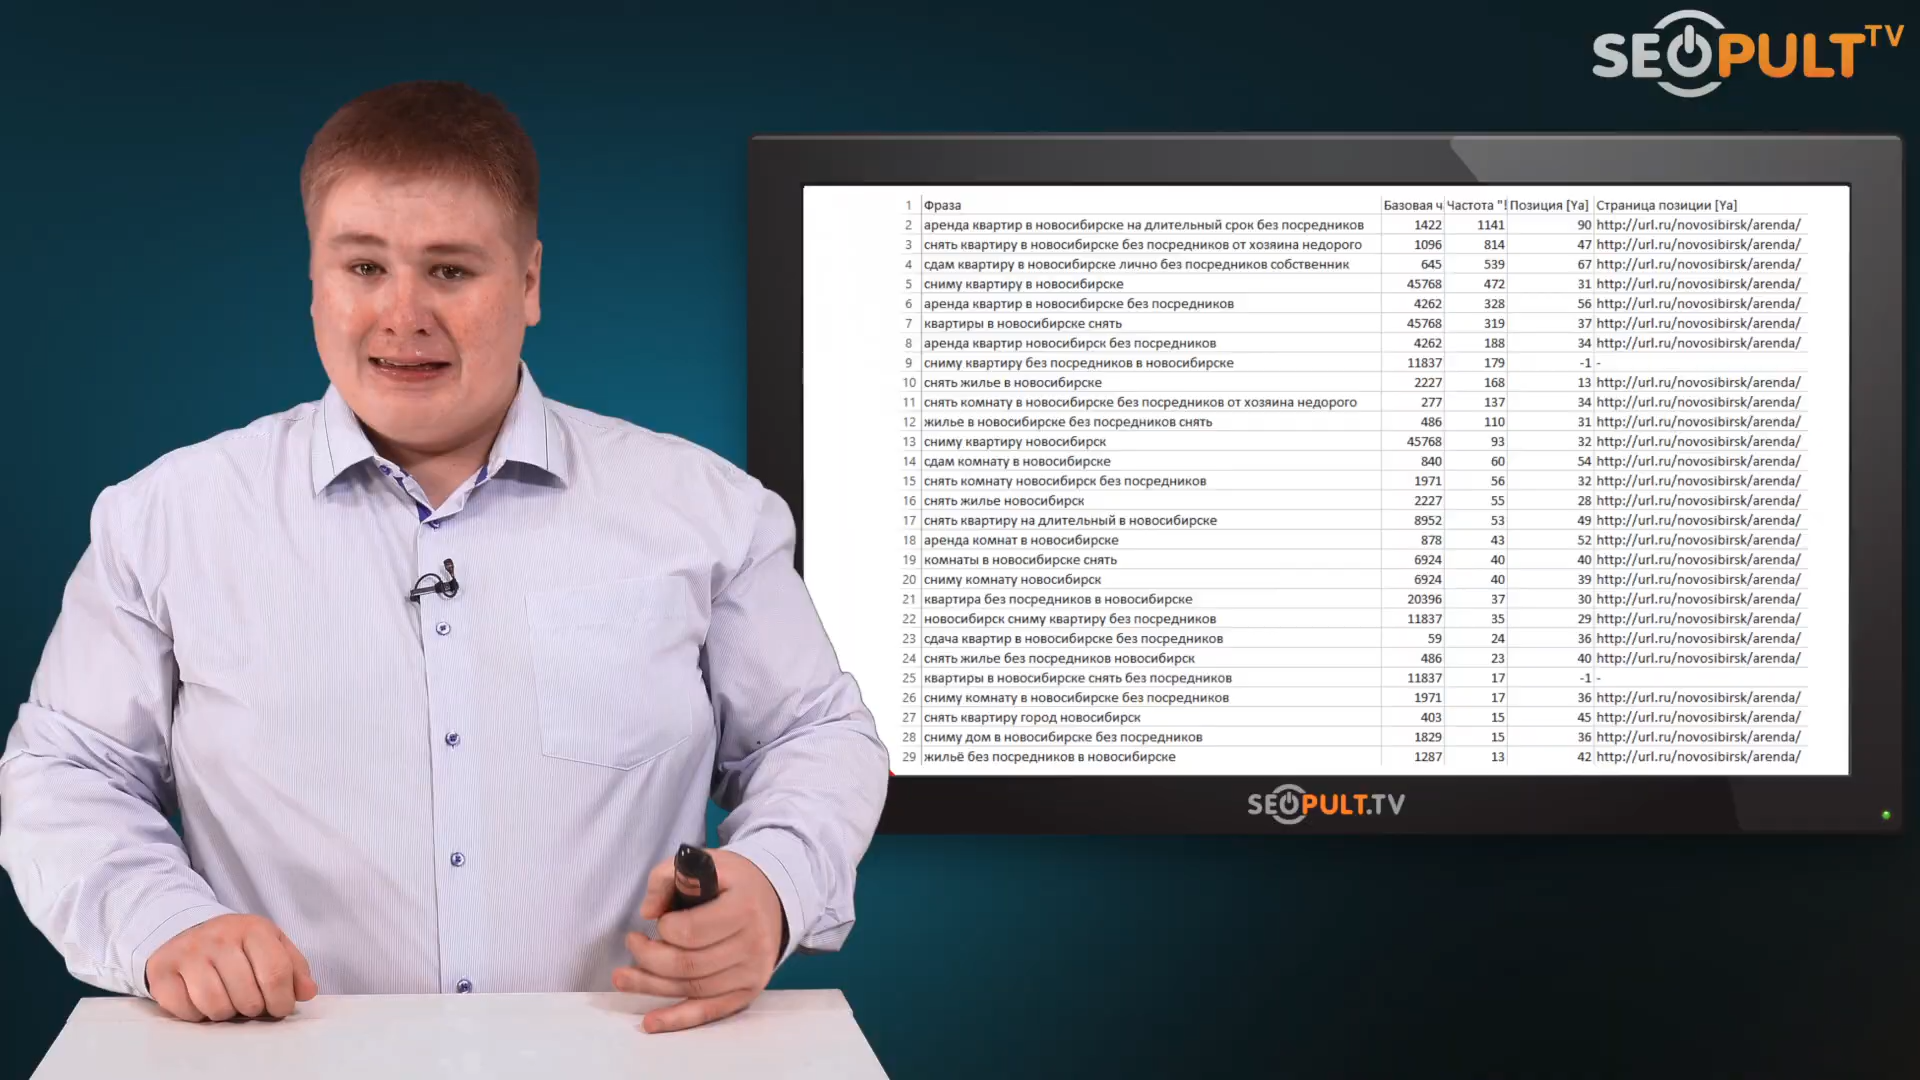 SEOPULT TV
1 Фраза Базовая ч Частота "! Позиция [Ya] Страница позиции [Ya]
2 аренда квартир в новосибирске на длительный срок без посредников 1422 1141 90 http://url.ru/novosibirsk/arenda/
3 снять квартиру в новосибирске без посредников от хозяина недорого 1096 814 47 http://url.ru/novosibirsk/arenda/
4 сдам квартиру в новосибирске лично без посредников собственник 645 539 67 http://url.ru/novosibirsk/arenda/
5 сниму квартиру в новосибирске 45768 472 31 http://url.ru/novosibirsk/arenda/
6 аренда квартир в новосибирске без посредников 4262 328 56 http://url.ru/novosibirsk/arenda/
7 квартиры в новосибирске снять 45768 319 37 http://url.ru/novosibirsk/arenda/
8 аренда квартир новосибирск без посредников 4262 188 34 http://url.ru/novosibirsk/arenda/
9 сниму квартиру без посредников в новосибирске 11837 179 -1 -
10 снять жилье в новосибирске 2227 168 13 http://url.ru/novosibirsk/arenda/
11 снять комнату в новосибирске без посредников от хозяина недорого 277 137 34 http://url.ru/novosibirsk/arenda/
12 жилье в новосибирске без посредников снять 486 110 31 http://url.ru/novosibirsk/arenda/
13 сниму квартиру новосибирск 45768 93 32 http://url.ru/novosibirsk/arenda/
14 сдам комнату в новосибирске 840 60 54 http://url.ru/novosibirsk/arenda/
15 снять комнату новосибирск без посредников 1971 56 32 http://url.ru/novosibirsk/arenda/
16 снять жилье новосибирск 2227 55 28 http://url.ru/novosibirsk/arenda/
17 снять квартиру на длительный в новосибирске 8952 53 49 http://url.ru/novosibirsk/arenda/
18 аренда комнат в новосибирске 878 43 52 http://url.ru/novosibirsk/arenda/
19 комнаты в новосибирске снять 6924 40 40 http://url.ru/novosibirsk/arenda/
20 сниму комнату новосибирск 6924 40 39 http://url.ru/novosibirsk/arenda/
21 квартира без посредников в новосибирске 20396 37 30 http://url.ru/novosibirsk/arenda/
22 новосибирск сниму квартиру без посредников 11837 35 29 http://url.ru/novosibirsk/arenda/
23 сдача квартир в новосибирске без посредников 59 24 36 http://url.ru/novosibirsk/arenda/
24 снять жилье без посредников новосибирск 486 23 40 http://url.ru/novosibirsk/arenda/
25 квартиры в новосибирске снять без посредников 11837 17 -1 -
26 сниму комнату в новосибирске без посредников 1971 17 36 http://url.ru/novosibirsk/arenda/
27 снять квартиру город новосибирск 403 15 45 http://url.ru/novosibirsk/arenda/
28 сниму дом в новосибирске без посредников 1829 15 36 http://url.ru/novosibirsk/arenda/
29 жильё без посредников в новосибирске 1287 13 42 http://url.ru/novosibirsk/arenda/
SEOPULT.TV